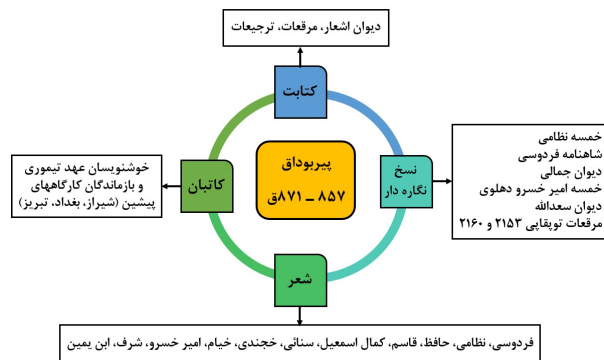 دیوان اشعار، مرقعات، ترجیعات
کتابت
خمسه نظامی
شاهنامه فردوسی
دیوان جمالی
خمسه امیر خسرو دهلوی
دیوان سعدالله
مرقعات توپقاپی ۲۱۵۳ و ۲۱۶۰
نسخ
نگاره دار
پیربوداق
۸۵۷ – ۸۷۱ق
کاتبان
خوشنویسان عهد تیموری
و بازماندگان کارگاههای
پیشین (شیراز، بغداد، تبریز)
شعر
فردوسی، نظامی، حافظ، قاسم، کمال اسمعیل، سنائی، خجندی، خیام، امیر خسرو، شرف، ابن یمین